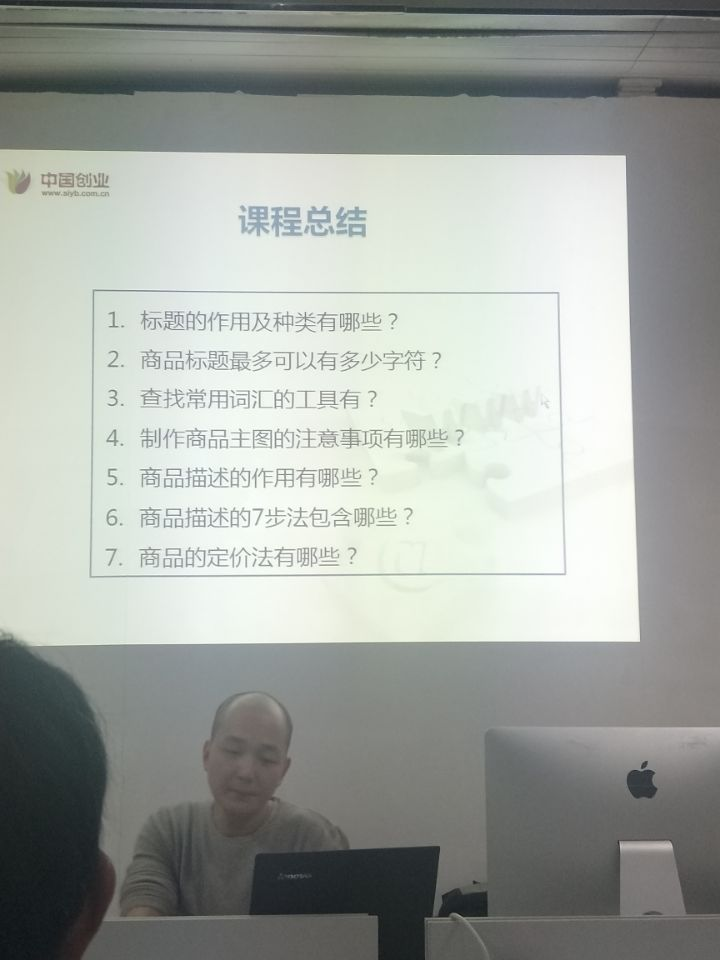 中国创业
www.siyb.com.cn
课程总结
1. 标题的作用及种类有哪些？
2. 商品标题最多可以有多少字符？
3. 查找常用词汇的工具有？
4. 制作商品主图的注意事项有哪些？
5. 商品描述的作用有哪些？
6. 商品描述的7步法包含哪些？
7. 商品的定价法有哪些？
lenovo